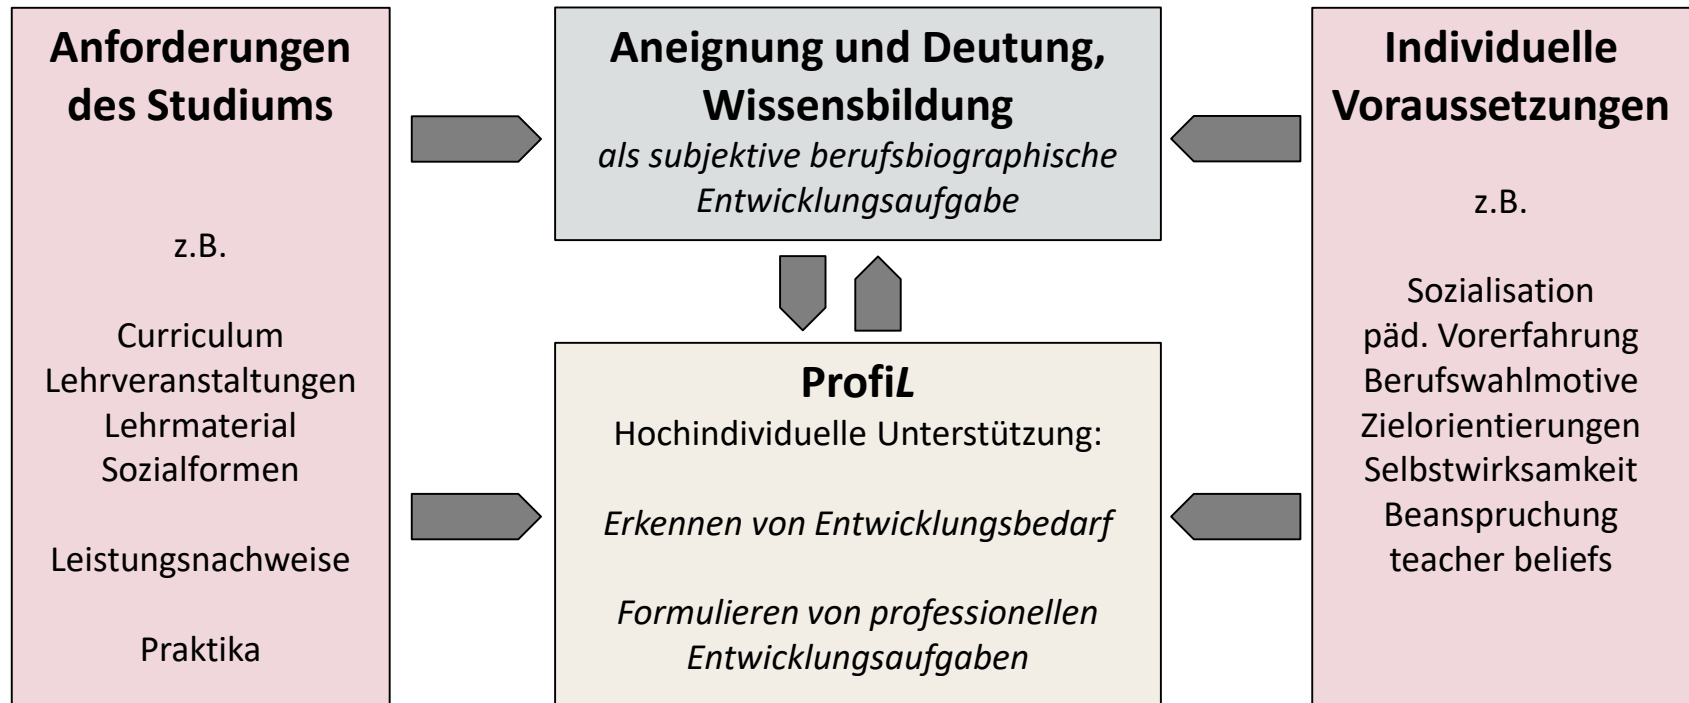 Anforderungen
des Studiums
z.B.
Curriculum
Lehrveranstaltungen
Lehrmaterial
Sozialformen
Leistungsnachweise
Praktika
Aneignung und Deutung,
Wissensbildung
als subjektive berufsbiographische
Entwicklungsaufgabe
ProfiL
Hochindividuelle Unterstützung:
Erkennen von Entwicklungsbedarf
Formulieren von professionellen
Entwicklungsaufgaben
Individuelle
Voraussetzungen
z.B.
Sozialisation
päd. Vorerfahrung
Berufswahlmotive
Zielorientierungen
Selbstwirksamkeit
Beanspruchung
teacher beliefs